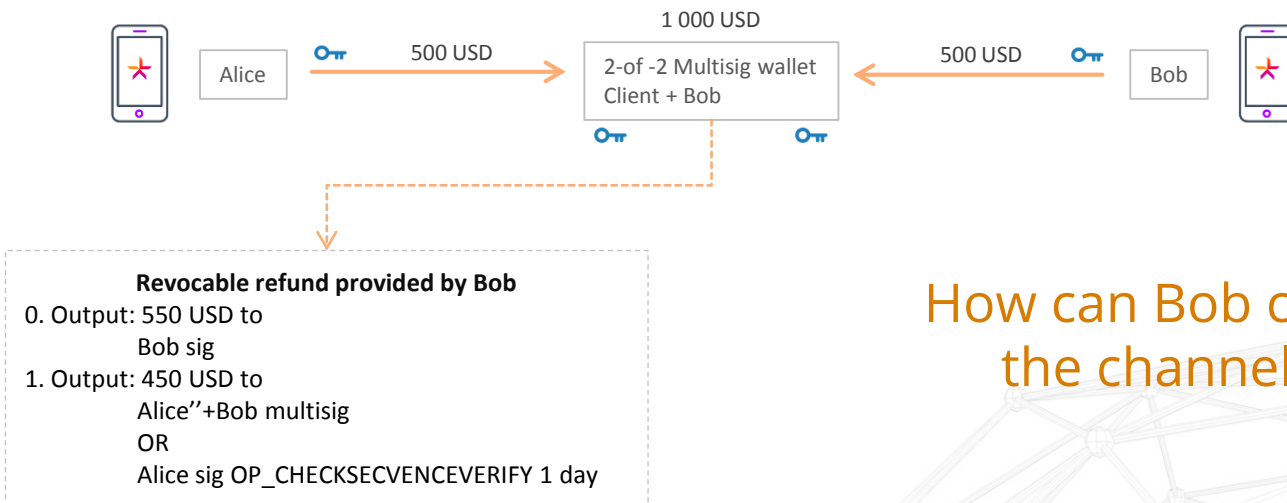 1 000 USD
Alice
500 USD
2-of -2 Multisig wallet
Client + Bob
500 USD
Bob
Revocable refund provided by Bob
0. Output: 550 USD to
Bob sig
1. Output: 450 USD to
Alice’’+Bob multisig
OR
Alice sig OP_CHECKSECVENCEVERIFY 1 day
How can Bob
the channel